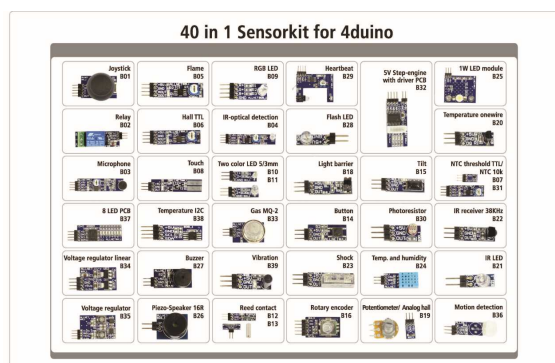 40 in 1 Sensorkit for 4duino
Joystick
B01
Flame
B05
RGB LED
B09
Heartbeat
B29
5V Step-engine
with driver PCB
B32
1W LED module
B25
Relay
B02
Hall TTL
B06
IR-optical detection
B04
Flash LED
B28
Temperature onewire
B20
Microphone
B03
Touch
B08
Two color LED 5/3mm
B10
B11
Light barrier
B18
Tilt
B15
NTC threshold TTL/
NTC 10k
B07
B31
8 LED PCB
B37
Temperature I2C
B38
Gas MQ-2
B33
Button
B14
Photoresistor
B30
IR receiver 38KHz
B22
Voltage regulator linear
B34
Buzzer
B27
Vibration
B39
Shock
B23
Temp. and humidity
B24
IR LED
B21
Voltage regulator
B35
Piezo-Speaker 16R
B26
Reed contact
B12
B13
Rotary encoder
B16
Potentiometer/ Analog hall
B19
Motion detection
B36